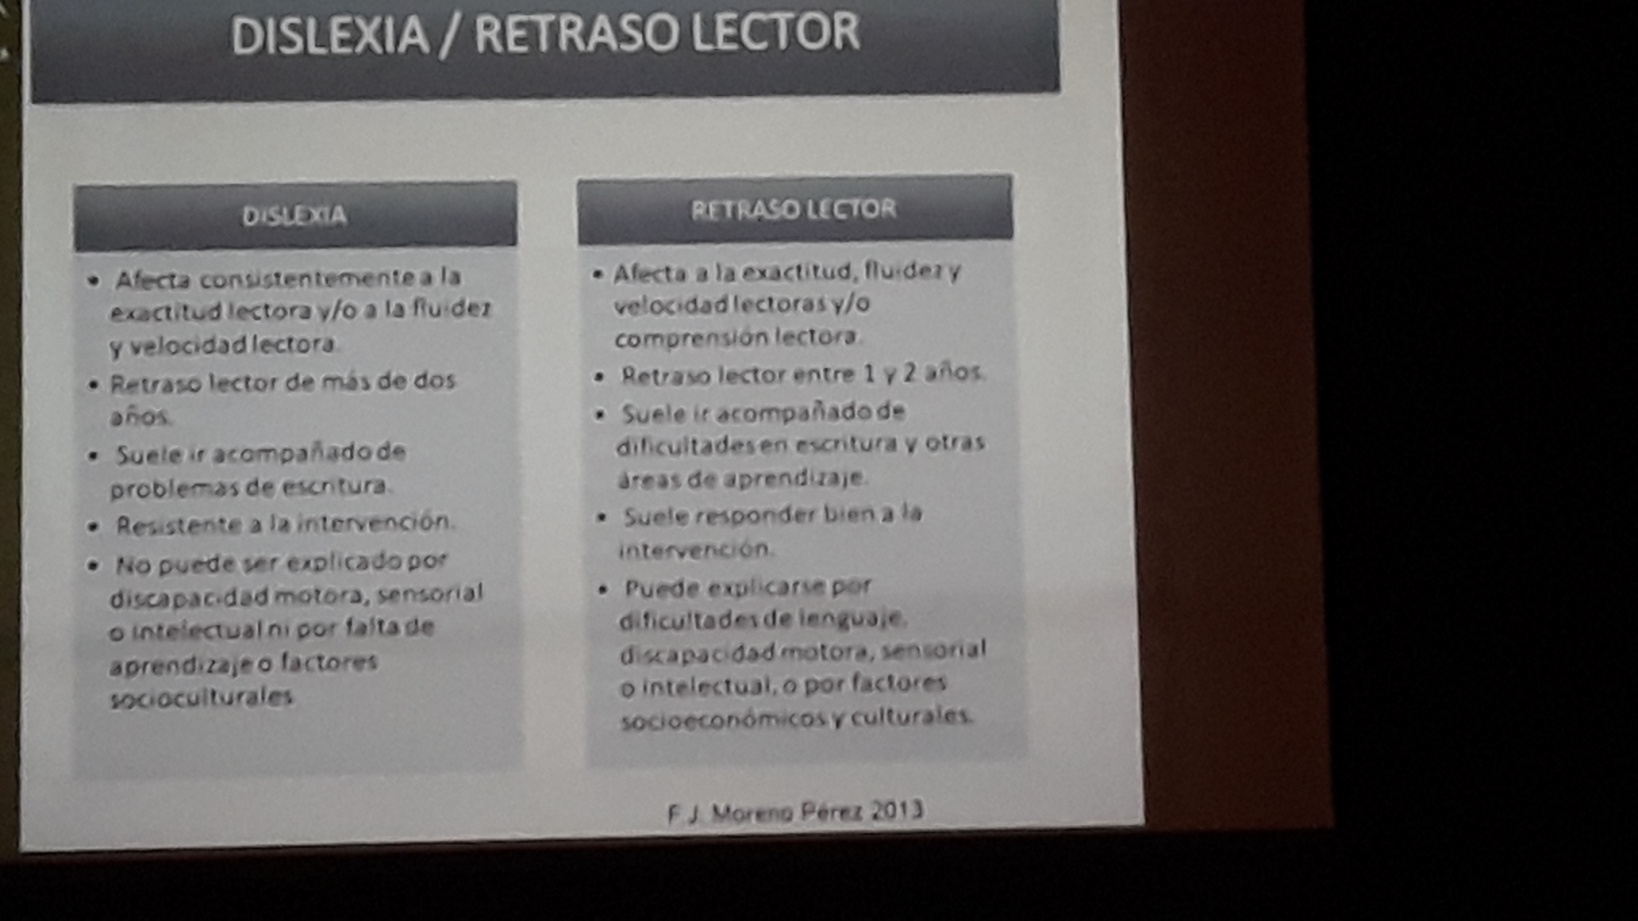 DISLEXIA / RETRASO LECTOR
DISLEXIA
• Afecta consistentemente a la
exactitud lectora y/o a la fluidez
y velocidad lectora.
• Retraso lector de más de dos
años.
• Suele ir acompañado de
problemas de escritura.
• Resistente a la intervención.
• No puede ser explicado por
discapacidad motora, sensorial
o intelectual ni por falta de
aprendizaje o factores
socioculturales
RETRASO LECTOR
• Afecta a la exactitud, fluidez y
velocidad lectoras y/o
comprensión lectora.
• Retraso lector entre 1 y 2 años.
• Suele ir acompañado de
dificultades en escritura y otras
áreas de aprendizaje.
• Suele responder bien a la
intervención.
• Puede explicarse por
dificultades de lenguaje,
discapacidad motora, sensorial
o intelectual, o por factores
socioeconómicos y culturales.
F.J. Moreno Pérez 2013